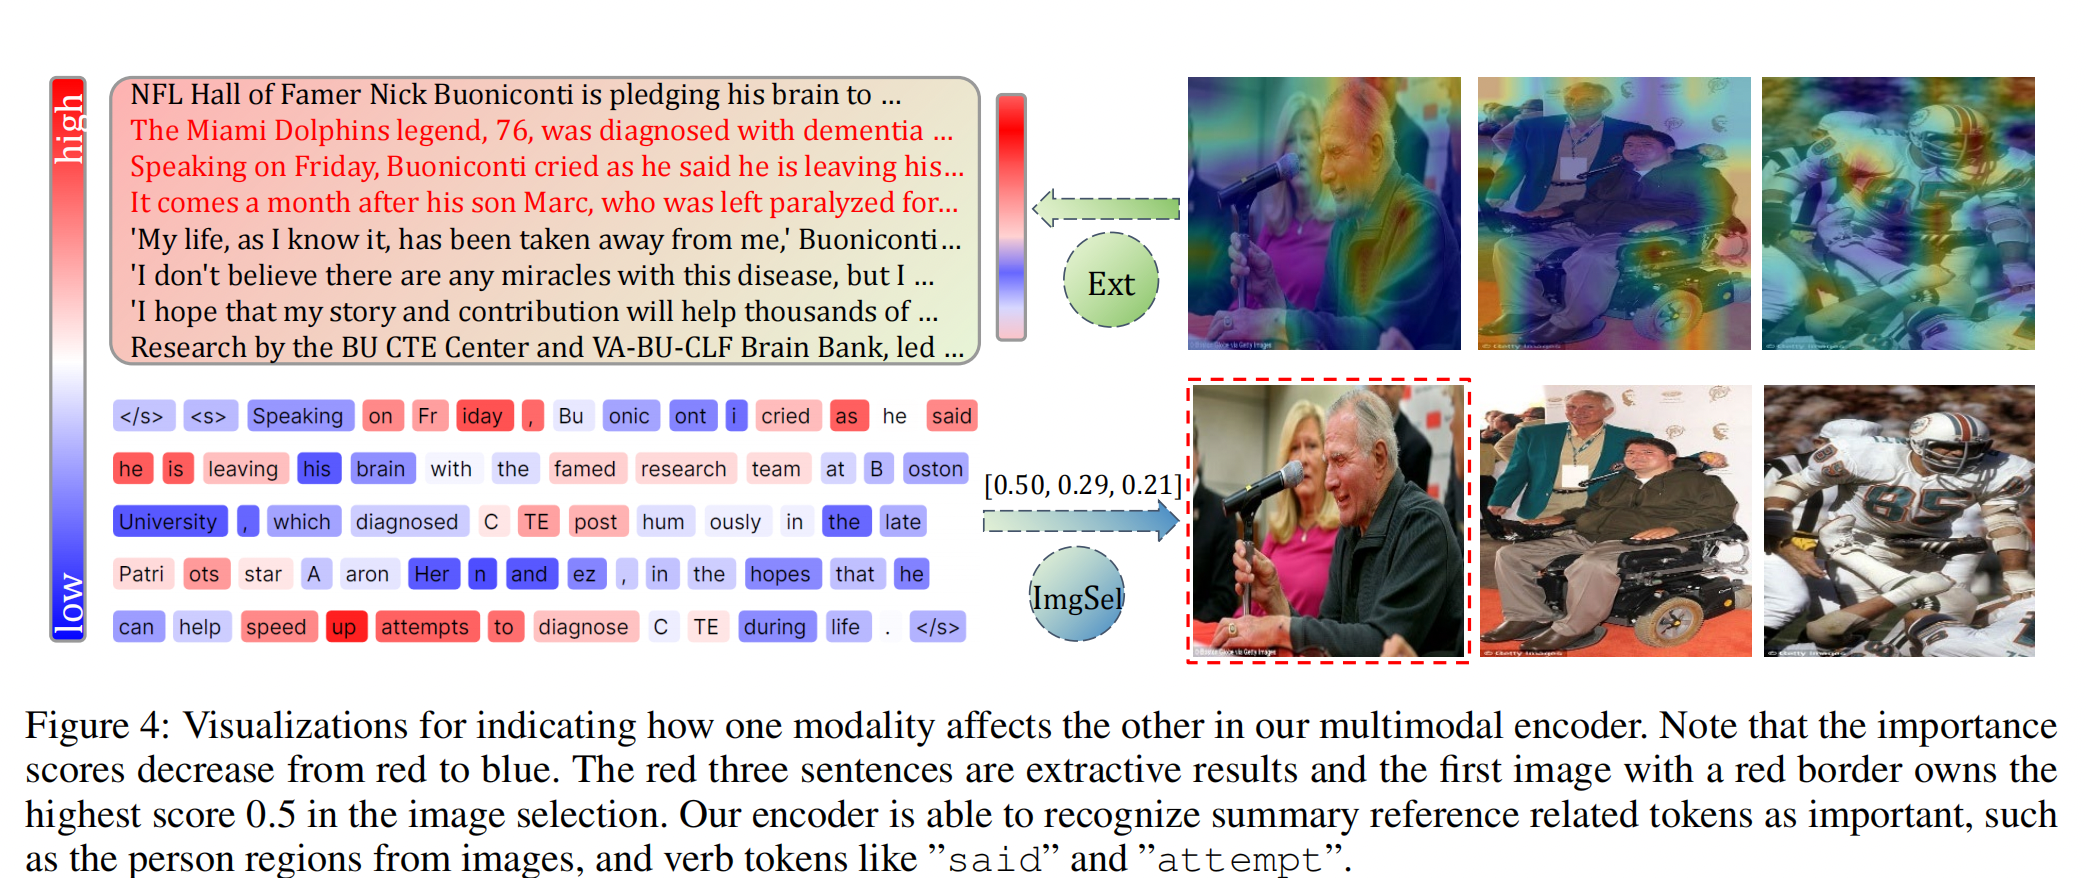 high
low
NFL Hall of Famer Nick Buoniconti is pledging his brain to ...
The Miami Dolphins legend, 76, was diagnosed with dementia ...
Speaking on Friday, Buoniconti cried as he said he is leaving his...
It comes a month after his son Marc, who was left paralyzed for...
'My life, as I know it, has been taken away from me,' Buoniconti...
'I don't believe there are any miracles with this disease, but I ...
'I hope that my story and contribution will help thousands of ...
Research by the BU CTE Center and VA-BU-CLF Brain Bank, led ...
Ext
© Getty Images
</s> <s> Speaking on Fr iday , Bu onic ont i cried as he said
he is leaving his brain with the famed research team at B oston
University , which diagnosed C TE post hum ously in the late
Patri ots star A aron Her n and ez , in the hopes that he
can help speed up attempts to diagnose C TE during life . </s>
[0.50, 0.29, 0.21]
ImgSel
85
© Boston Globe via Getty Images
© Getty Images
© Getty Images
Figure 4: Visualizations for indicating how one modality affects the other in our multimodal encoder. Note that the importance
scores decrease from red to blue. The red three sentences are extractive results and the first image with a red border owns the
highest score 0.5 in the image selection. Our encoder is able to recognize summary reference related tokens as important, such
as the person regions from images, and verb tokens like ”said” and ”attempt”.